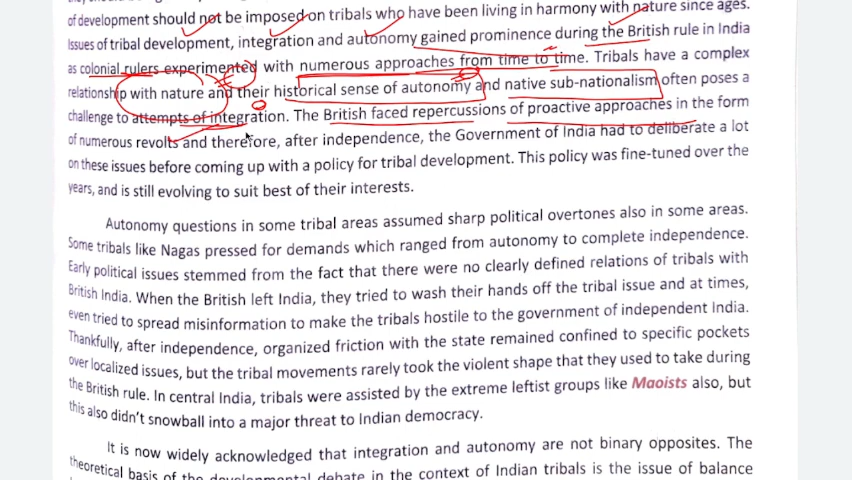 of development should not be imposed on tribals who have been living in harmony with nature since ages.
Issues of tribal development, integration and autonomy gained prominence during the British rule in India
as colonial rulers experimented with numerous approaches from time to time. Tribals have a complex
relationship with nature and their historical sense of autonomy and native sub-nationalism often poses a
challenge to attempts of integration. The British faced repercussions of proactive approaches in the form
of numerous revolts and therefore, after independence, the Government of India had to deliberate a lot
on these issues before coming up with a policy for tribal development. This policy was fine-tuned over the
years, and is still evolving to suit best of their interests.
Autonomy questions in some tribal areas assumed sharp political overtones also in some areas.
Some tribals like Nagas pressed for demands which ranged from autonomy to complete independence.
Early political issues stemmed from the fact that there were no clearly defined relations of tribals with
British India. When the British left India, they tried to wash their hands off the tribal issue and at times,
even tried to spread misinformation to make the tribals hostile to the government of independent India.
Thankfully, after independence, organized friction with the state remained confined to specific pockets
over localized issues, but the tribal movements rarely took the violent shape that they used to take during
the British rule. In central India, tribals were assisted by the extreme leftist groups like Maoists also, but
this also didn't snowball into a major threat to Indian democracy.
It is now widely acknowledged that integration and autonomy are not binary opposites. The
theoretical basis of the developmental debate in the context of Indian tribals is the issue of balance